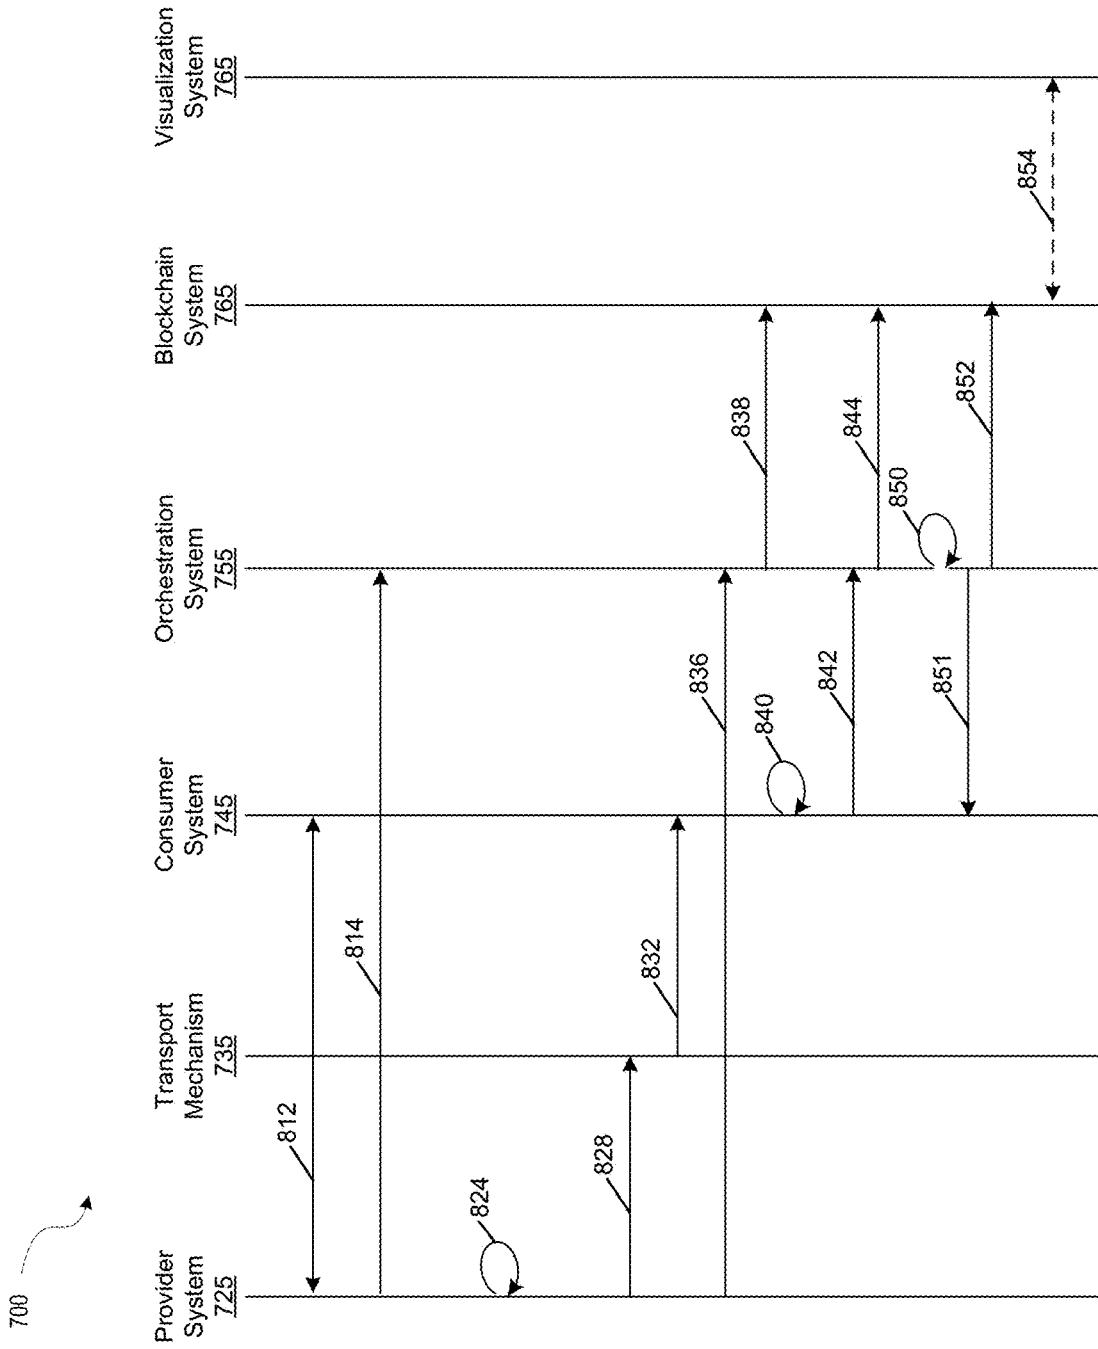 700
Provider
System
725
Transport
Mechanism
735
Consumer
System
745
Orchestration
System
755
Blockchain
System
765
Visualization
System
765
812
814
824
828
832
836
838
840
842
844
850
851
852
854